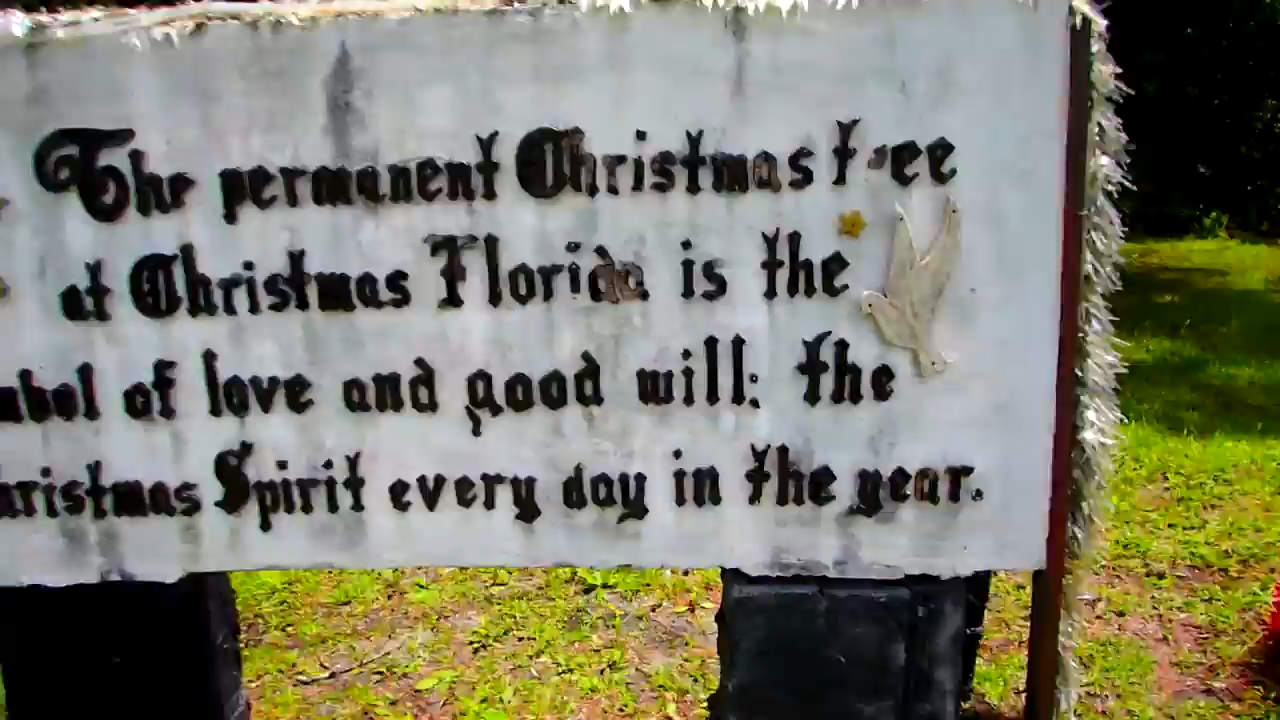 The permanent Christmas tree
at Christmas Florida is the
mbol of love and good will: the
hristmas Spirit every day in the year.